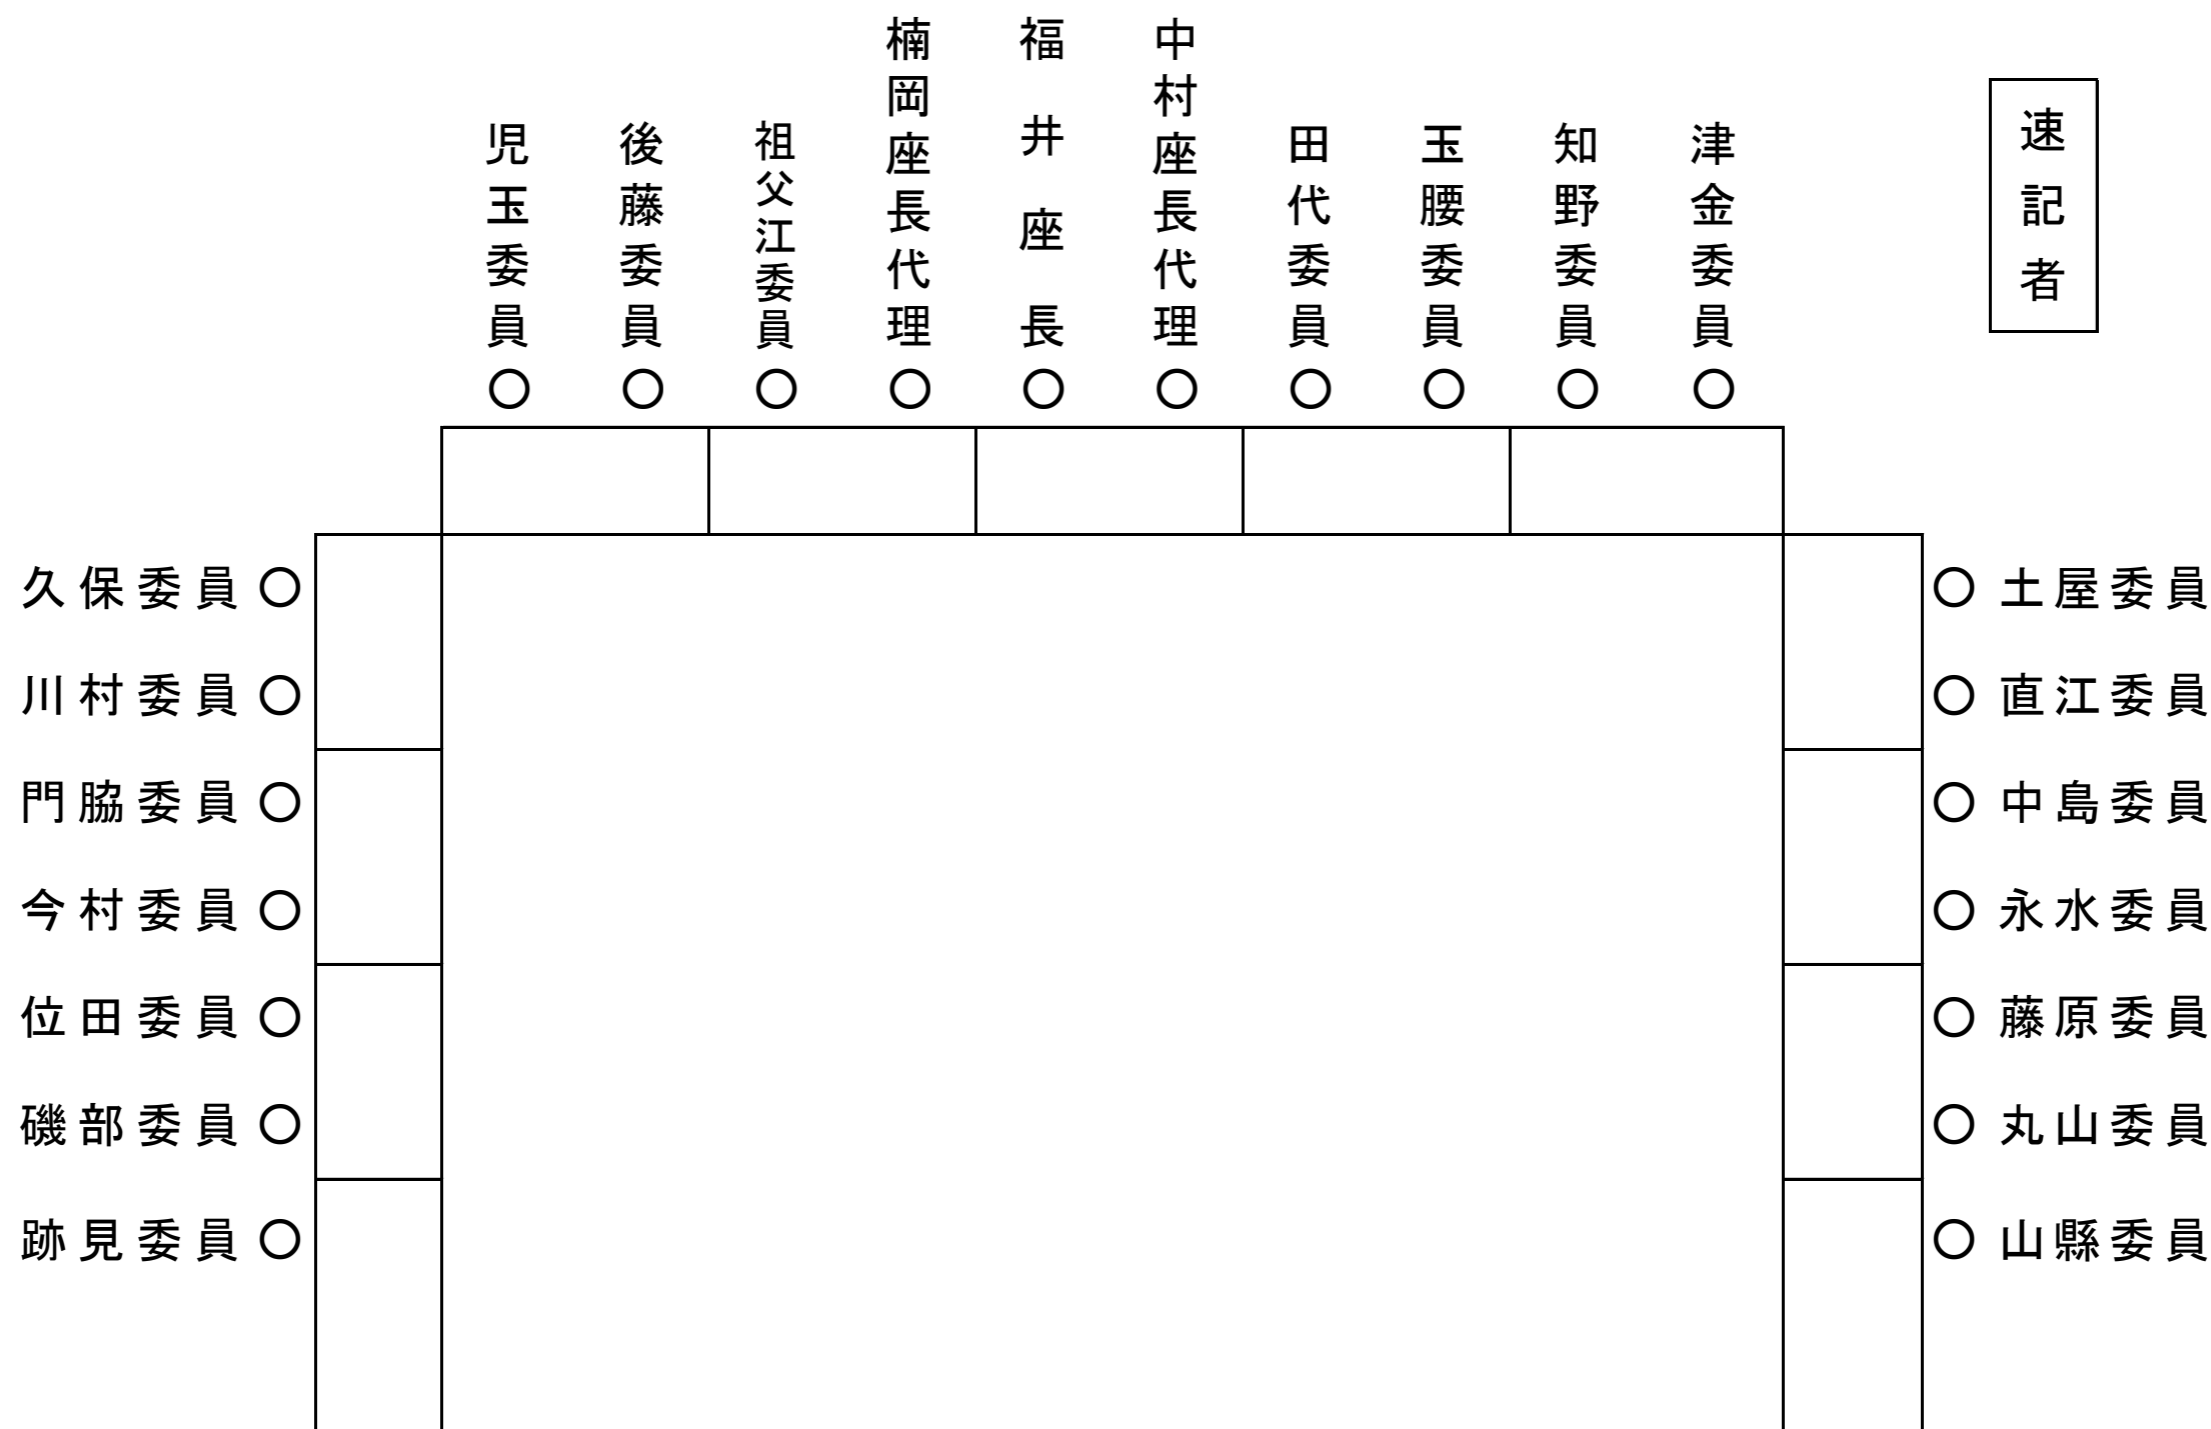 児玉委員○
後藤委員○
祖父江委員○
楠岡座長代理○
福井座長○
中村座長代理○
田代委員○
玉腰委員○
知野委員○
津金委員○
速記者
久保委員○
川村委員○
門脇委員○
今村委員○
位田委員○
磯部委員○
跡見委員○
○土屋委員
○直江委員
○中島委員
○永水委員
○藤原委員
○丸山委員
○山縣委員